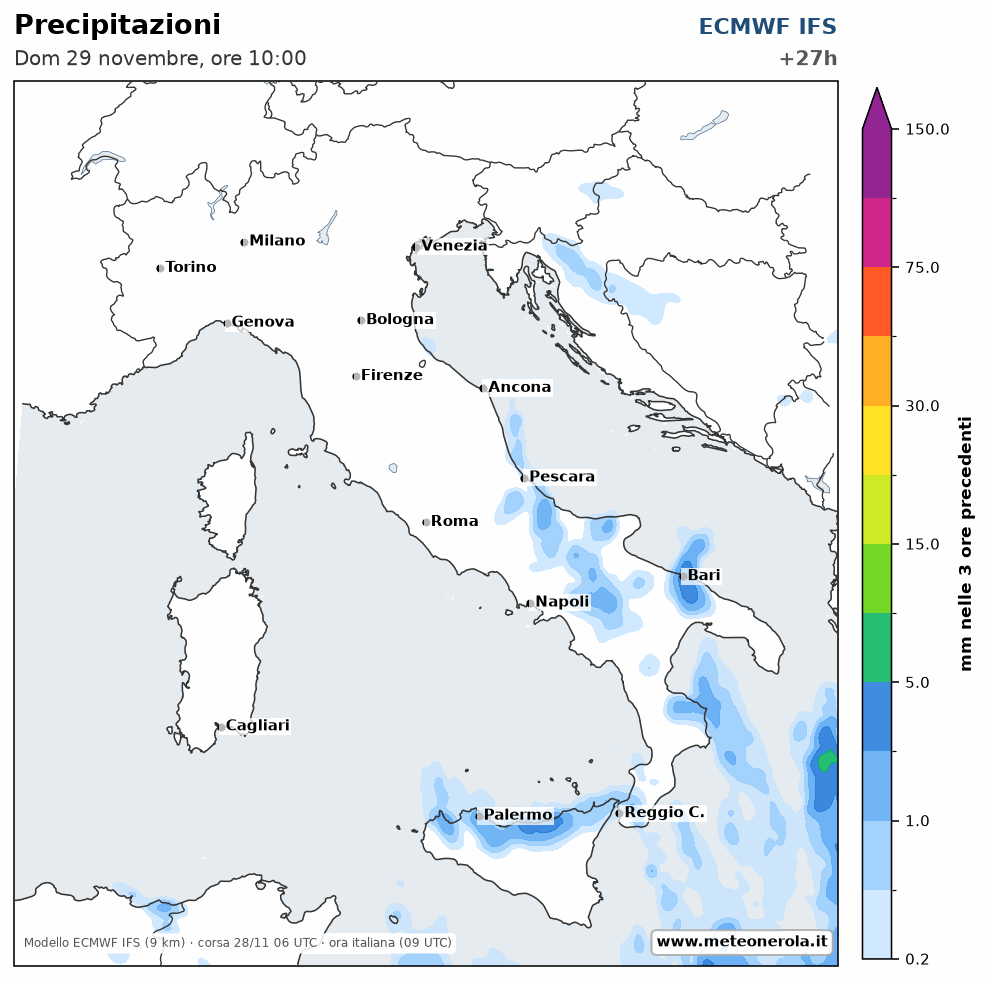 Precipitazioni
ECMWF IFS
Dom 29 novembre, ore 10:00
+27h
150.0
75.0
30.0
15.0
5.0
1.0
0.2
mm nelle 3 ore precedenti
Milano
Venezia
Torino
Genova
Bologna
Firenze
Ancona
Pescara
Roma
Bari
Napoli
Cagliari
Palermo
Reggio C.
Modello ECMWF IFS (9 km) · corsa 28/11 06 UTC · ora italiana (09 UTC)
www.meteonerola.it